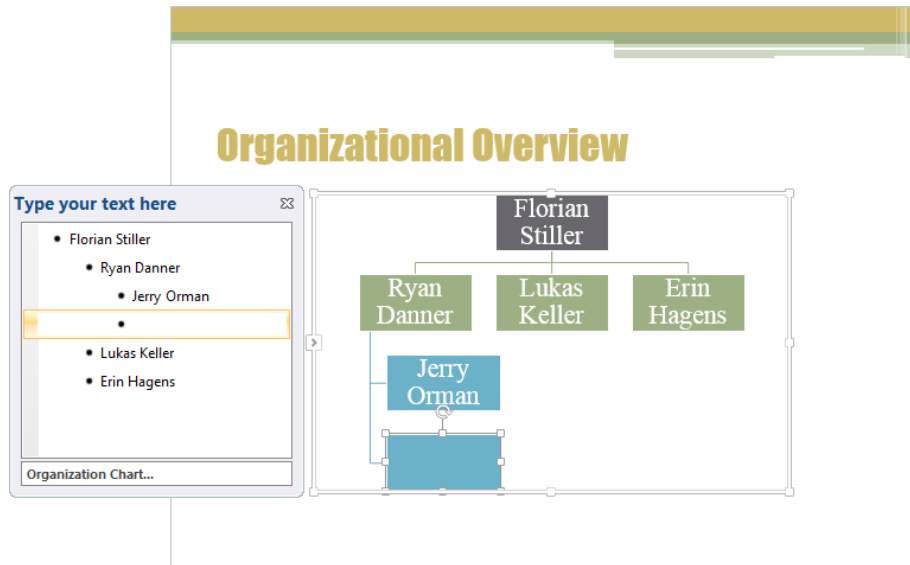 Organizational Overview
Type your text here
Florian Stiller
Ryan Danner
Jerry Orman
Lukas Keller
Erin Hagens
Organization Chart...
Florian
Stiller
Ryan
Danner
Lukas
Keller
Erin
Hagens
Jerry
Orman